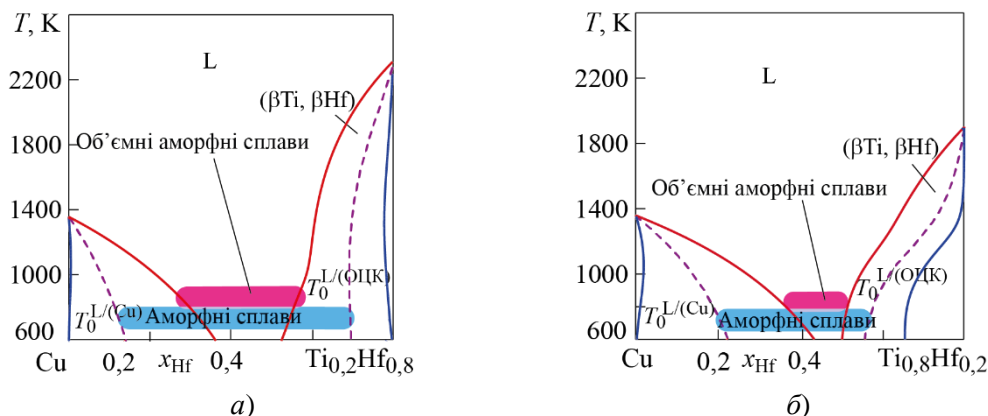 T, K
2200
1800
1400
1000
600
L
(βTi, βHf)
Об’ємні аморфні сплави
T₀ᴸ/⁽ᴼЦᴷ⁾
T₀ᴸ/⁽ᶜᵘ⁾
Аморфні сплави
Cu 0,2 xHf 0,4 Ti0,2Hf0,8
а)
T, K
2200
1800
1400
1000
600
L
(βTi, βHf)
Об’ємні аморфні сплави
T₀ᴸ/⁽ᴼЦᴷ⁾
T₀ᴸ/⁽ᶜᵘ⁾
Аморфні сплави
Cu 0,2 xHf 0,4 Ti0,8Hf0,2
б)